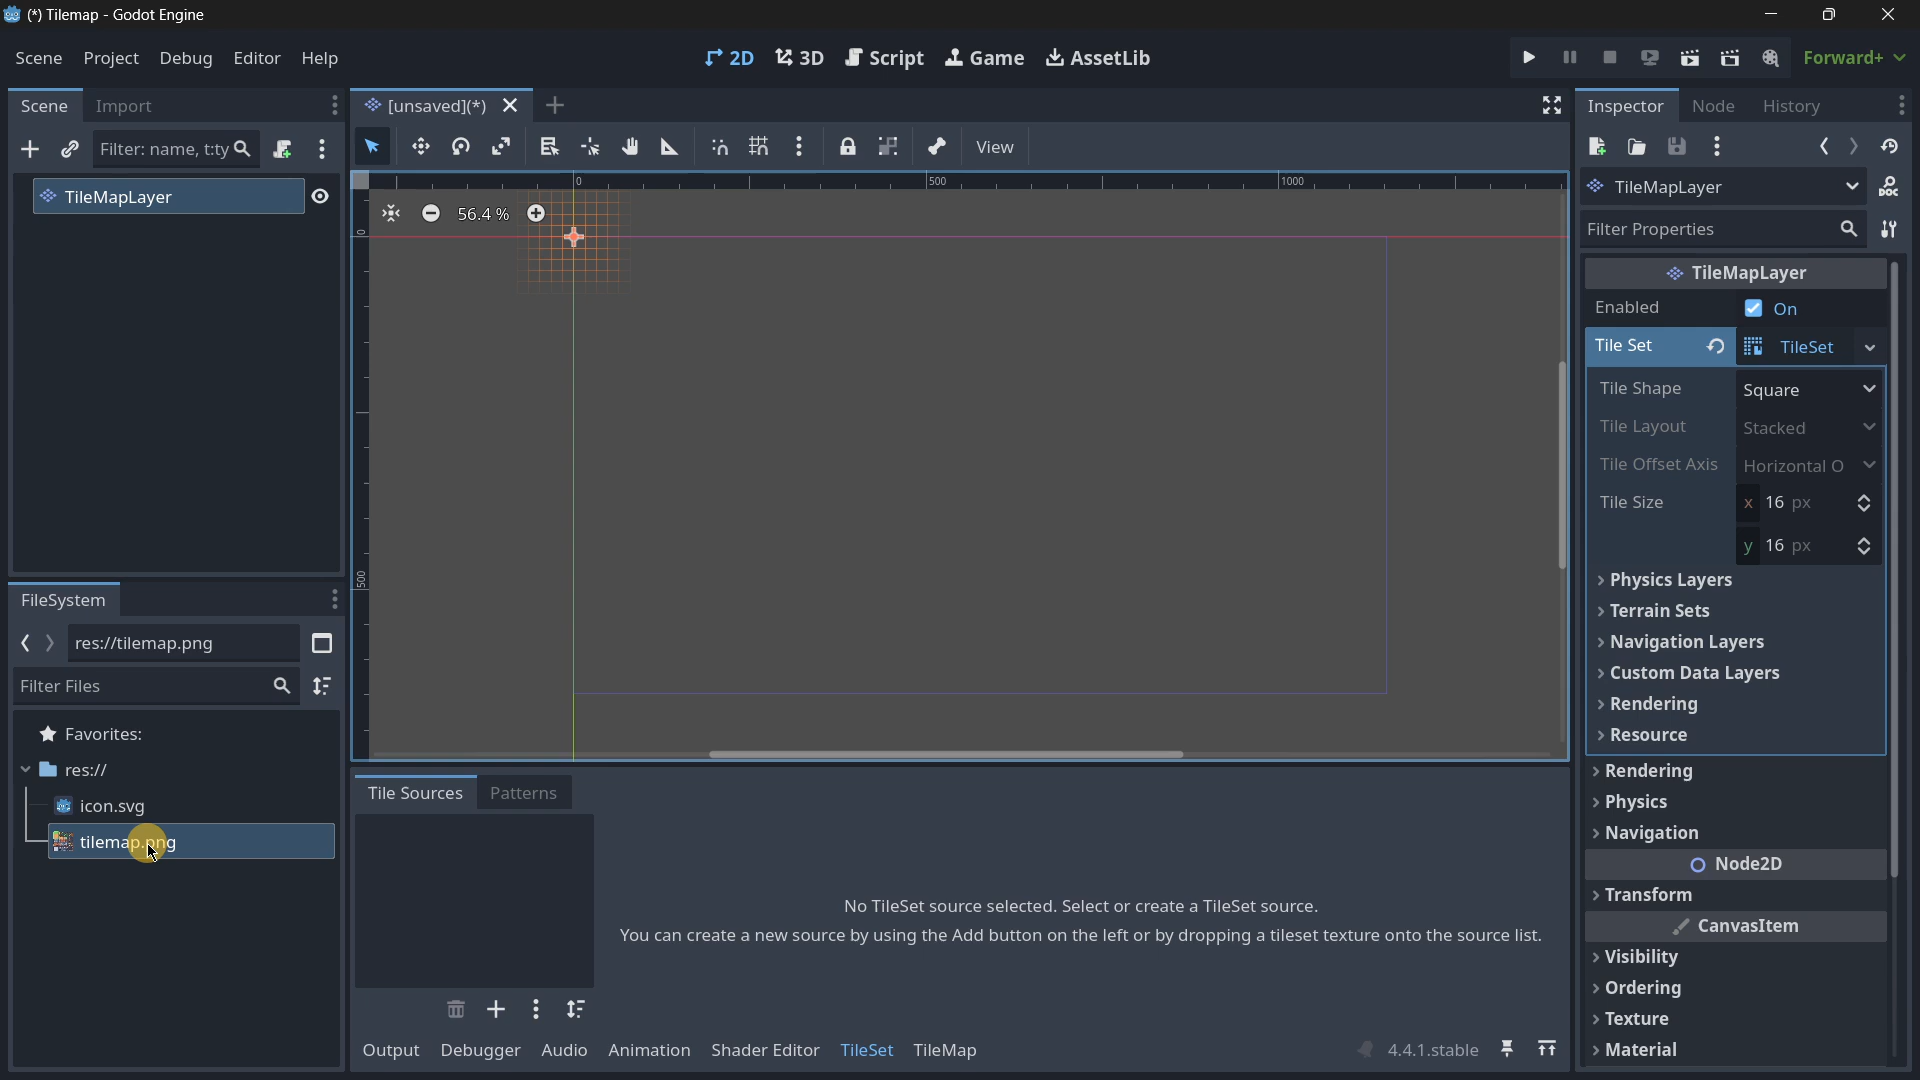 (*) Tilemap - Godot Engine
Scene Project Debug Editor Help
2D 3D Script Game AssetLib
Forward+
Scene Import
Filter: name, t:ty
TileMapLayer
FileSystem
res://tilemap.png
Filter Files
Favorites:
res://
icon.svg
tilemap.png
[unsaved](*)
View
0 500 1000
0
500
56.4 %
Tile Sources Patterns
No TileSet source selected. Select or create a TileSet source.
You can create a new source by using the Add button on the left or by dropping a tileset texture onto the source list.
Output Debugger Audio Animation Shader Editor TileSet TileMap
4.4.1.stable
Inspector Node History
TileMapLayer
DOC
Filter Properties
TileMapLayer
Enabled On
Tile Set TileSet
Tile Shape Square
Tile Layout Stacked
Tile Offset Axis Horizontal O
Tile Size x 16 px
y 16 px
Physics Layers
Terrain Sets
Navigation Layers
Custom Data Layers
Rendering
Resource
Rendering
Physics
Navigation
Node2D
Transform
CanvasItem
Visibility
Ordering
Texture
Material